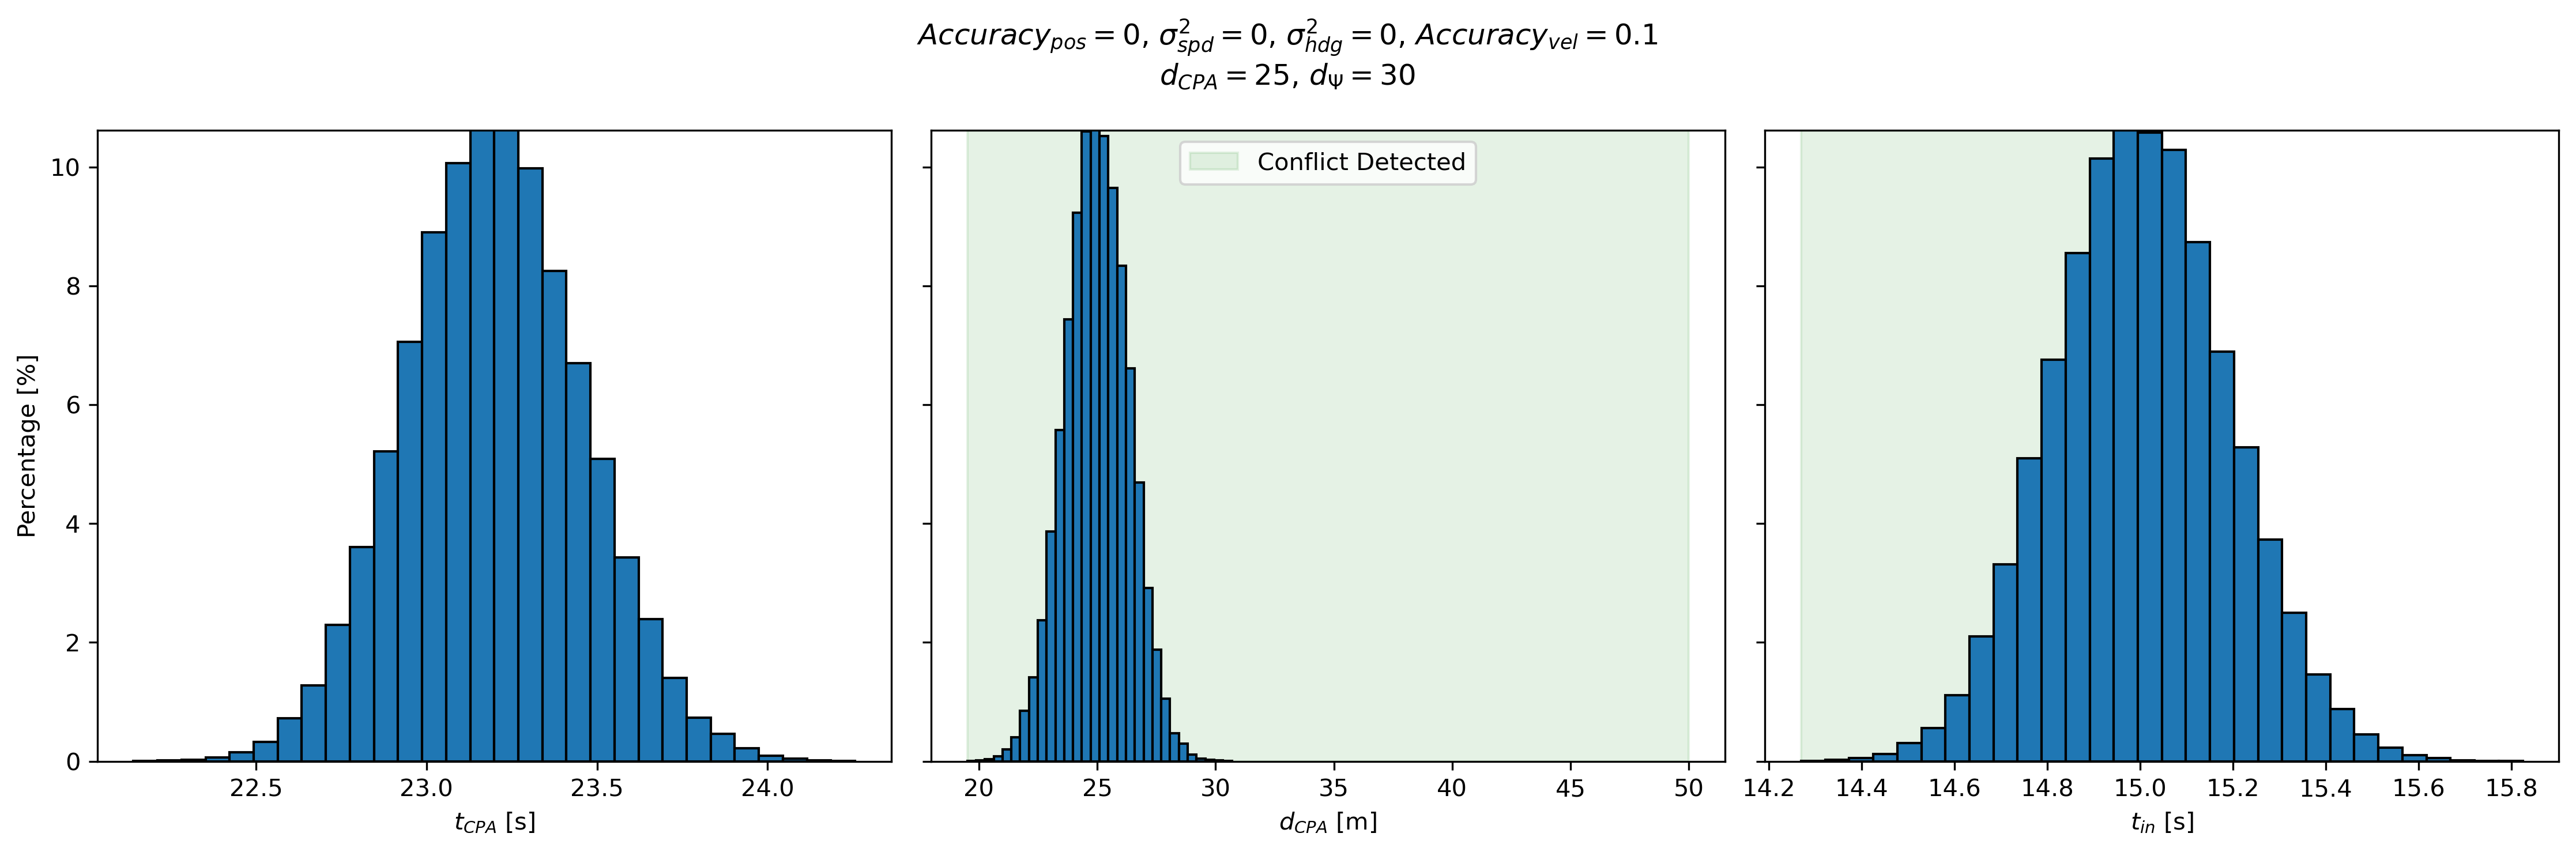 Accuracy_pos = 0, σ²_spd = 0, σ²_hdg = 0, Accuracy_vel = 0.1
d_CPA = 25, d_Ψ = 30
Percentage [%]
10
8
6
4
2
0
22.5 23.0 23.5 24.0
t_CPA [s]
Conflict Detected
20 25 30 35 40 45 50
d_CPA [m]
14.2 14.4 14.6 14.8 15.0 15.2 15.4 15.6 15.8
t_in [s]